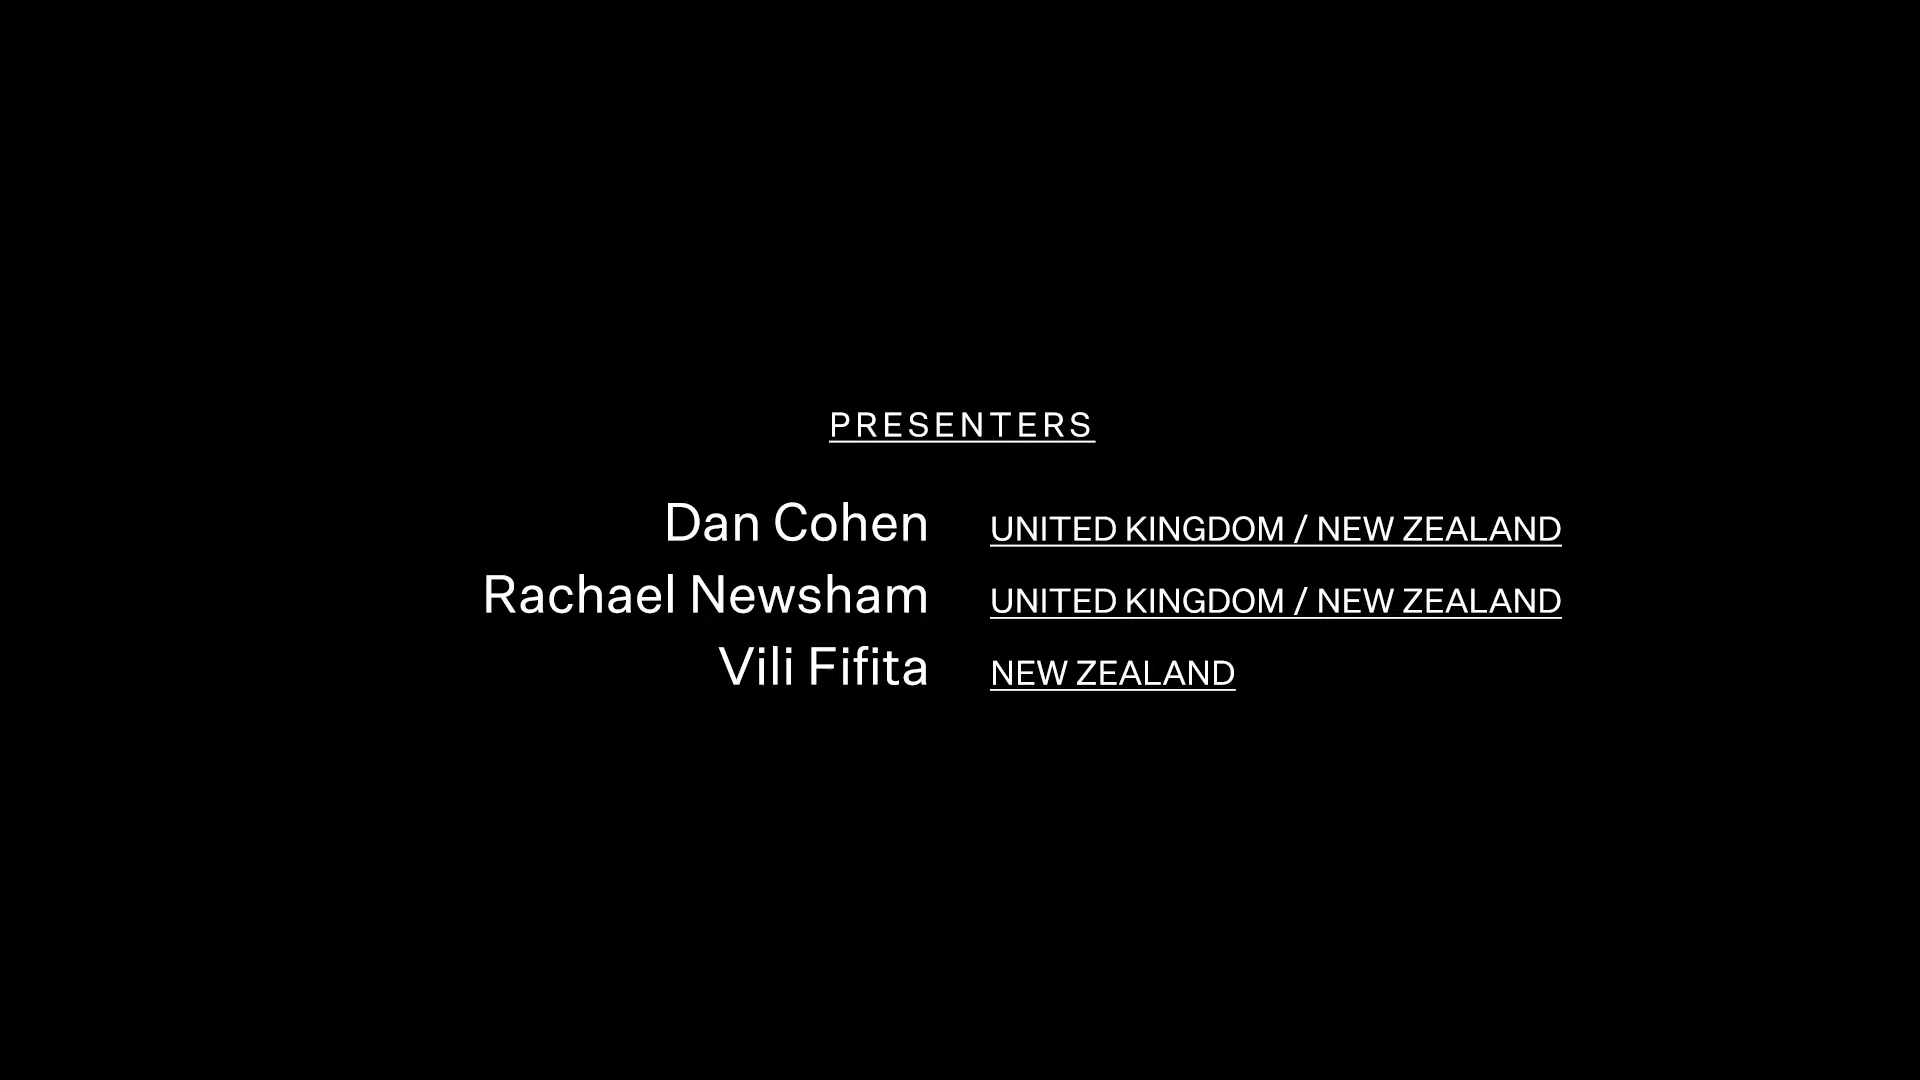 PRESENTERS
Dan Cohen UNITED KINGDOM / NEW ZEALAND
Rachael Newsham UNITED KINGDOM / NEW ZEALAND
Vili Fifita NEW ZEALAND